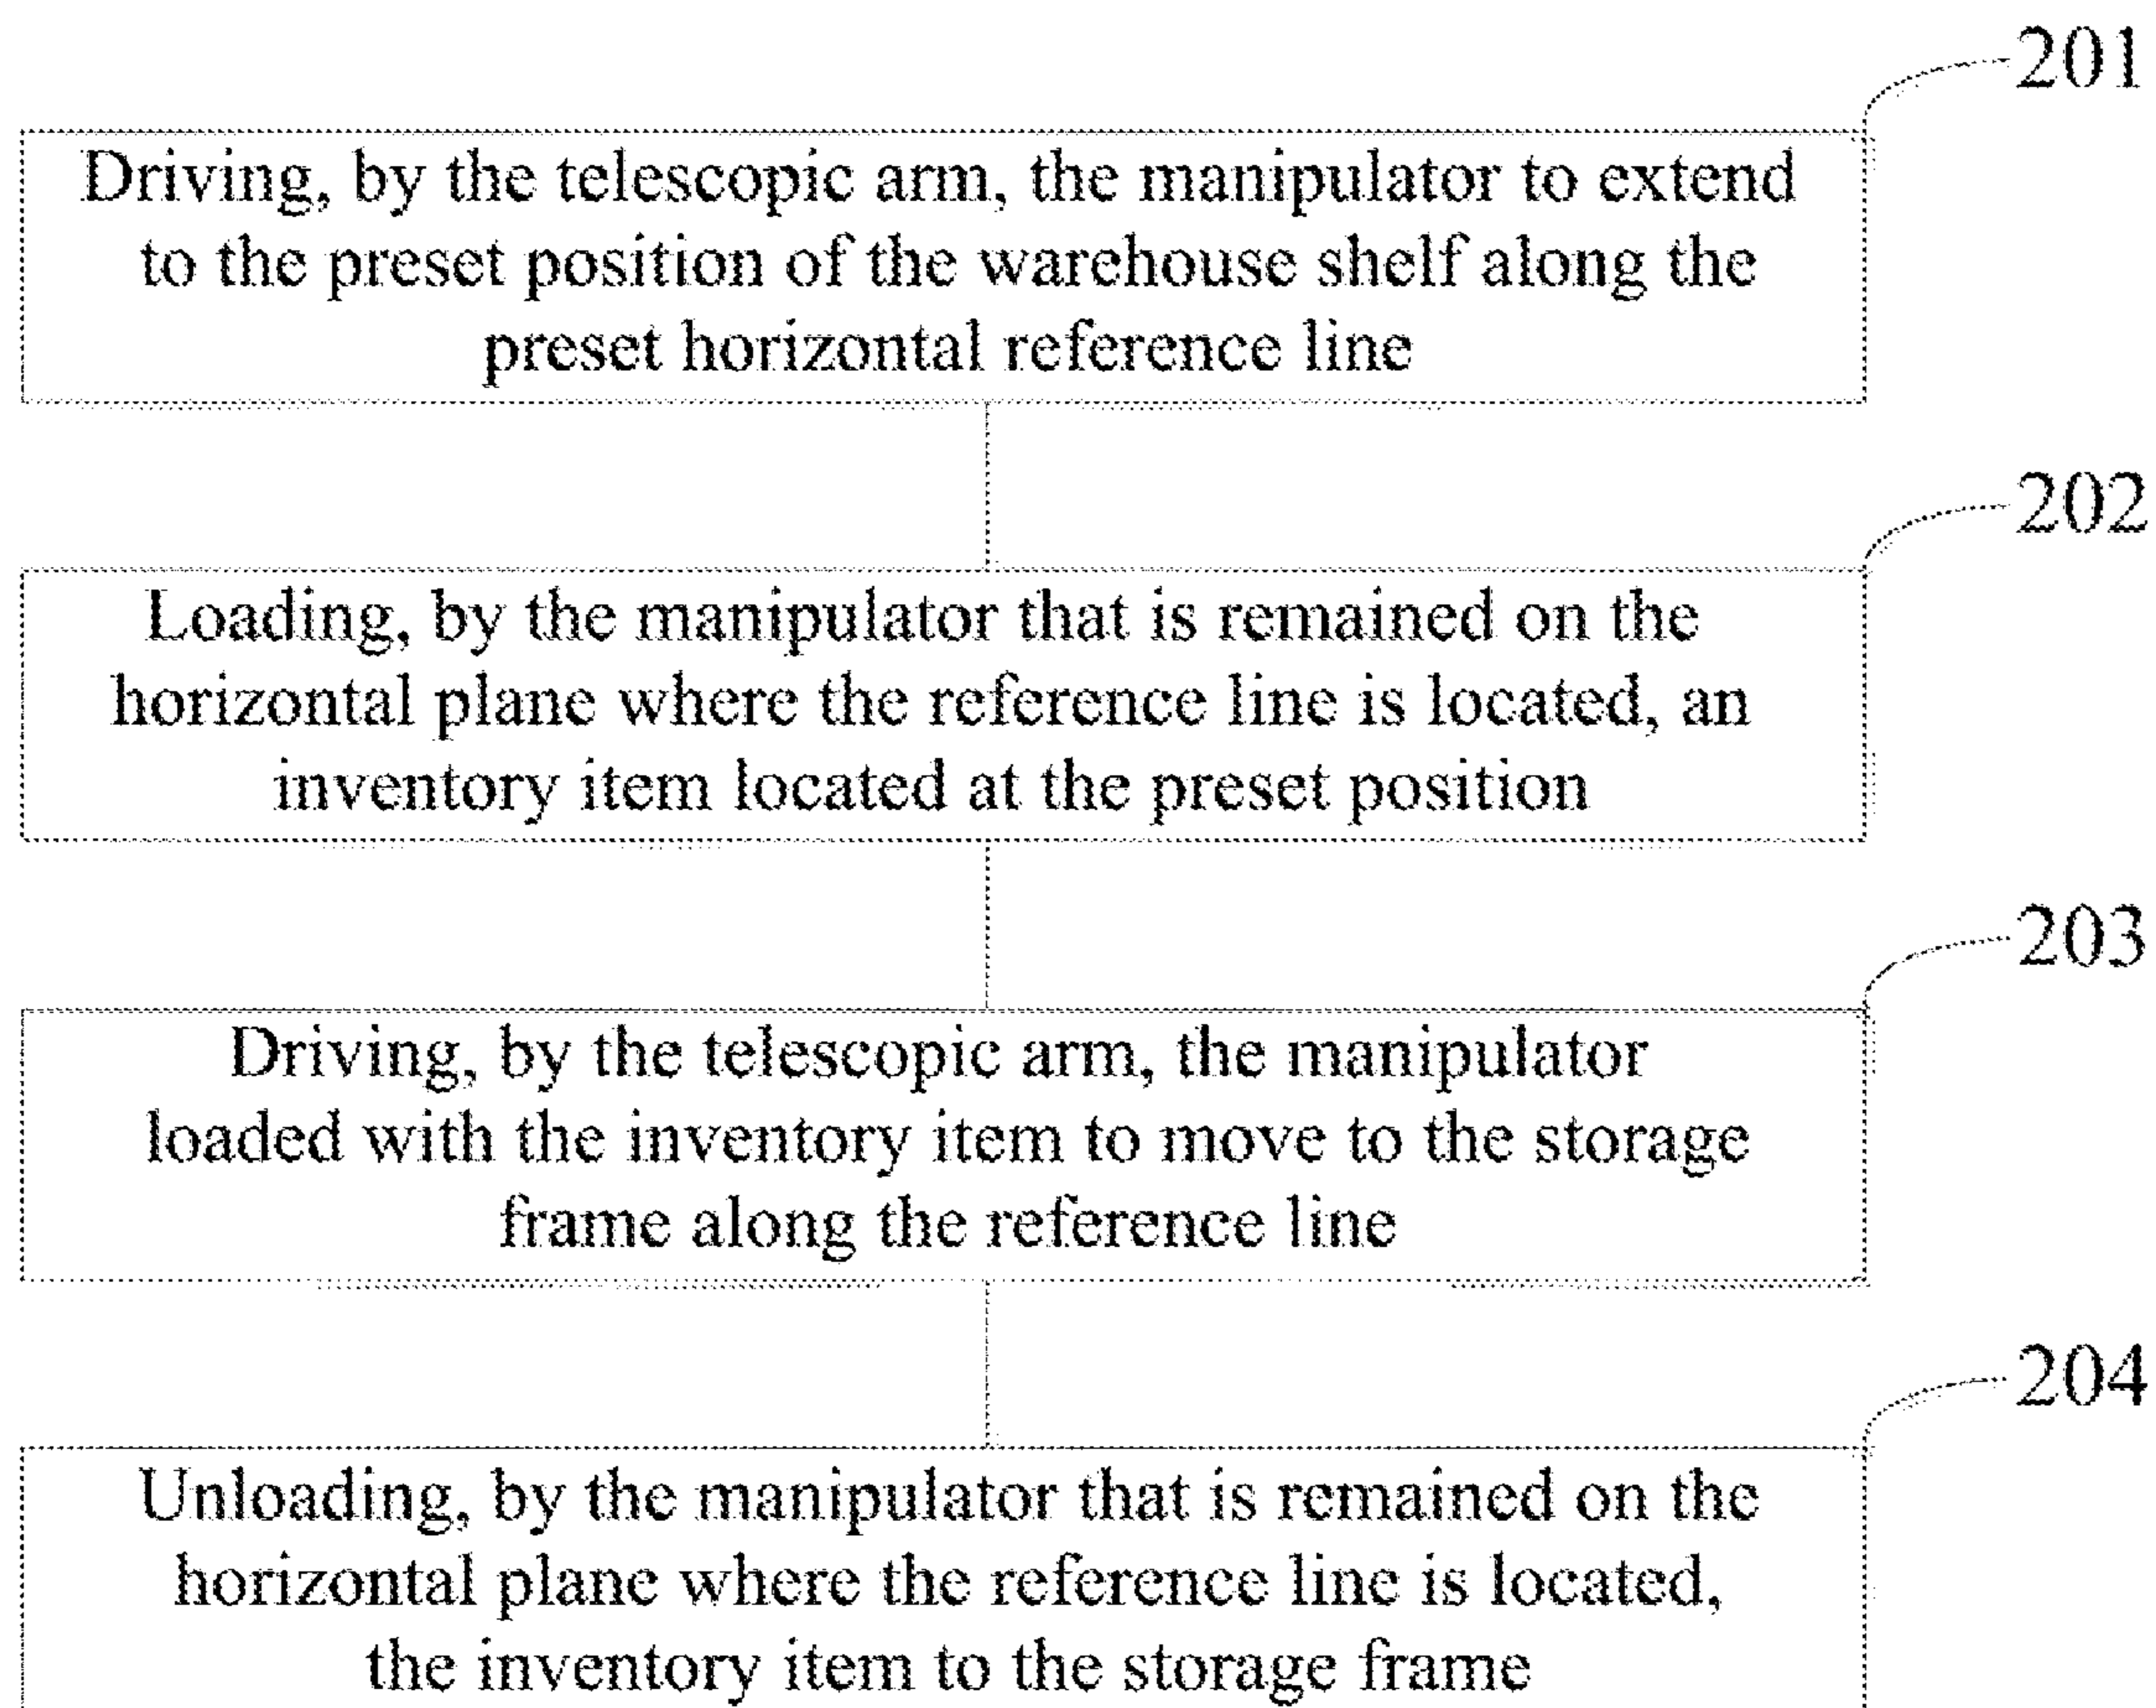 201
Driving, by the telescopic arm, the manipulator to extend
to the preset position of the warehouse shelf along the
preset horizontal reference line
202
Loading, by the manipulator that is remained on the
horizontal plane where the reference line is located, an
inventory item located at the preset position
203
Driving, by the telescopic arm, the manipulator
loaded with the inventory item to move to the storage
frame along the reference line
204
Unloading, by the manipulator that is remained on the
horizontal plane where the reference line is located,
the inventory item to the storage frame